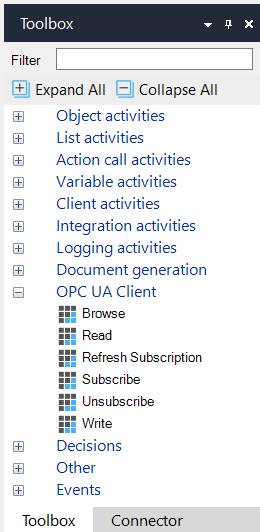 Toolbox
Filter
Expand All Collapse All
Object activities
List activities
Action call activities
Variable activities
Client activities
Integration activities
Logging activities
Document generation
OPC UA Client
Browse
Read
Refresh Subscription
Subscribe
Unsubscribe
Write
Decisions
Other
Events
Toolbox Connector